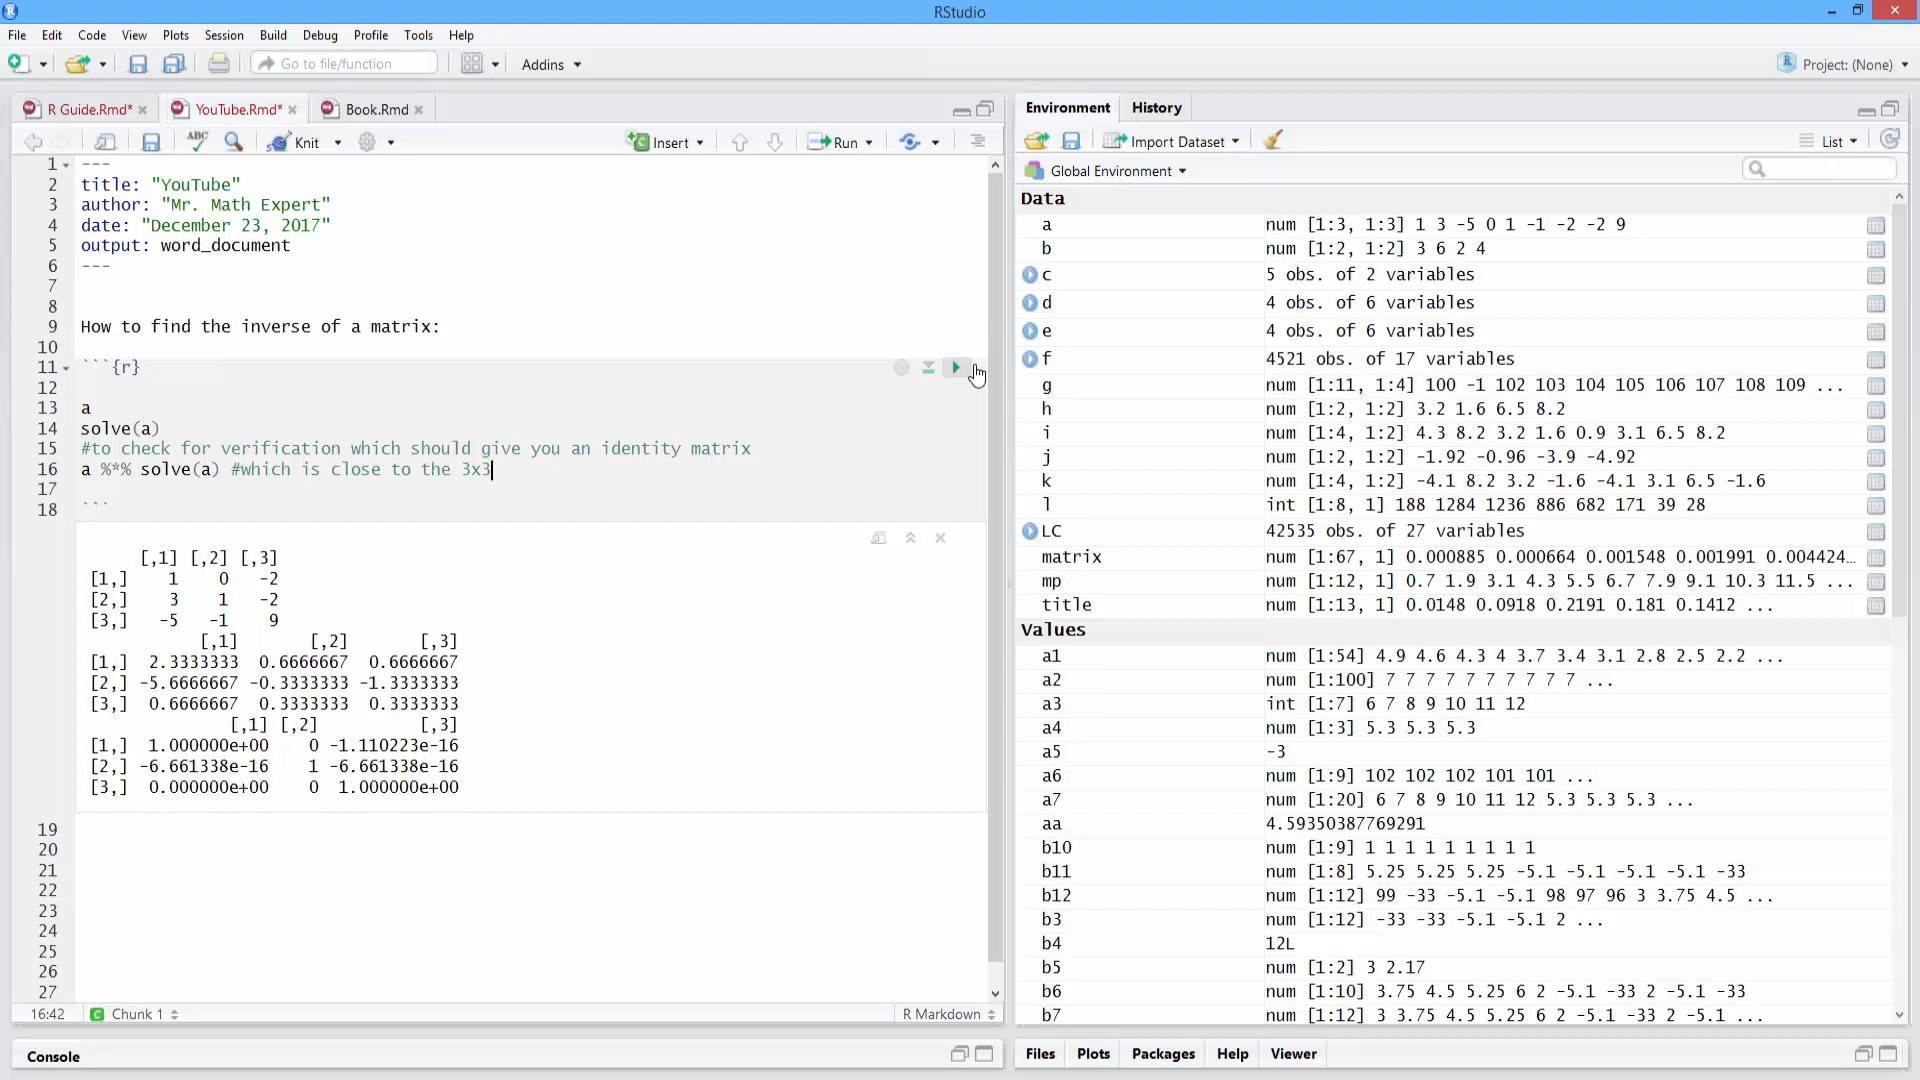 RStudio
File Edit Code View Plots Session Build Debug Profile Tools Help
Go to file/function Addins Project: (None)
R Guide.Rmd* YouTube.Rmd* Book.Rmd
ABC Knit Insert Run
1 ---
2 title: "YouTube"
3 author: "Mr. Math Expert"
4 date: "December 23, 2017"
5 output: word_document
6 ---
7
8
9 How to find the inverse of a matrix:
10
11 ```{r}
12
13 a
14 solve(a)
15 #to check for verification which should give you an identity matrix
16 a %*% solve(a) #which is close to the 3x3
17
18 ```
[,1] [,2] [,3]
[1,] 1 0 -2
[2,] 3 1 -2
[3,] -5 -1 9
[,1] [,2] [,3]
[1,] 2.3333333 0.6666667 0.6666667
[2,] -5.6666667 -0.3333333 -1.3333333
[3,] 0.6666667 0.3333333 0.3333333
[,1] [,2] [,3]
[1,] 1.000000e+00 0 -1.110223e-16
[2,] -6.661338e-16 1 -6.661338e-16
[3,] 0.000000e+00 0 1.000000e+00
19
20
21
22
23
24
25
26
27
16:42 C Chunk 1 R Markdown
Console
Environment History
Import Dataset List
Global Environment
Data
a num [1:3, 1:3] 1 3 -5 0 1 -1 -2 -2 9
b num [1:2, 1:2] 3 6 2 4
c 5 obs. of 2 variables
d 4 obs. of 6 variables
e 4 obs. of 6 variables
f 4521 obs. of 17 variables
g num [1:11, 1:4] 100 -1 102 103 104 105 106 107 108 109 ...
h num [1:2, 1:2] 3.2 1.6 6.5 8.2
i num [1:4, 1:2] 4.3 8.2 3.2 1.6 0.9 3.1 6.5 8.2
j num [1:2, 1:2] -1.92 -0.96 -3.9 -4.92
k num [1:4, 1:2] -4.1 8.2 3.2 -1.6 -4.1 3.1 6.5 -1.6
l int [1:8, 1] 188 1284 1236 886 682 171 39 28
LC 42535 obs. of 27 variables
matrix num [1:67, 1] 0.000885 0.000664 0.001548 0.001991 0.004424...
mp num [1:12, 1] 0.7 1.9 3.1 4.3 5.5 6.7 7.9 9.1 10.3 11.5 ...
title num [1:13, 1] 0.0148 0.0918 0.2191 0.181 0.1412 ...
Values
a1 num [1:54] 4.9 4.6 4.3 4 3.7 3.4 3.1 2.8 2.5 2.2 ...
a2 num [1:100] 7 7 7 7 7 7 7 7 7 7 ...
a3 int [1:7] 6 7 8 9 10 11 12
a4 num [1:3] 5.3 5.3 5.3
a5 -3
a6 num [1:9] 102 102 102 101 101 ...
a7 num [1:20] 6 7 8 9 10 11 12 5.3 5.3 5.3 ...
aa 4.59350387769291
b10 num [1:9] 1 1 1 1 1 1 1 1 1
b11 num [1:8] 5.25 5.25 5.25 -5.1 -5.1 -5.1 -5.1 -33
b12 num [1:12] 99 -33 -5.1 -5.1 98 97 96 3 3.75 4.5 ...
b3 num [1:12] -33 -33 -5.1 -5.1 2 ...
b4 12L
b5 num [1:2] 3 2.17
b6 num [1:10] 3.75 4.5 5.25 6 2 -5.1 -33 2 -5.1 -33
b7 num [1:12] 3 3.75 4.5 5.25 6 2 -5.1 -33 2 -5.1 ...
Files Plots Packages Help Viewer